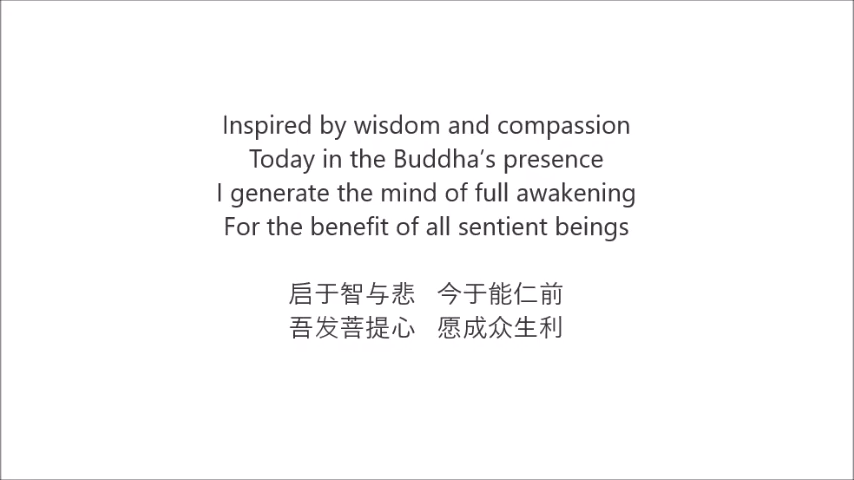 Inspired by wisdom and compassion
Today in the Buddha’s presence
I generate the mind of full awakening
For the benefit of all sentient beings
启于智与悲 今于能仁前
吾发菩提心 愿成众生利